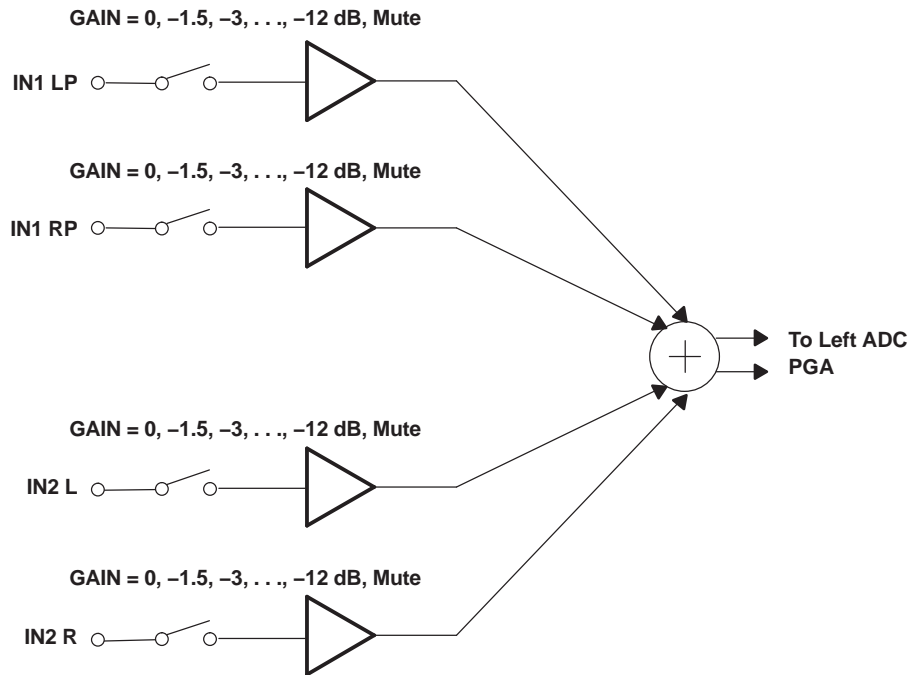 GAIN = 0, −1.5, −3, . . ., −12 dB, Mute
IN1 LP
GAIN = 0, −1.5, −3, . . ., −12 dB, Mute
IN1 RP
To Left ADC
PGA
GAIN = 0, −1.5, −3, . . ., −12 dB, Mute
IN2 L
GAIN = 0, −1.5, −3, . . ., −12 dB, Mute
IN2 R